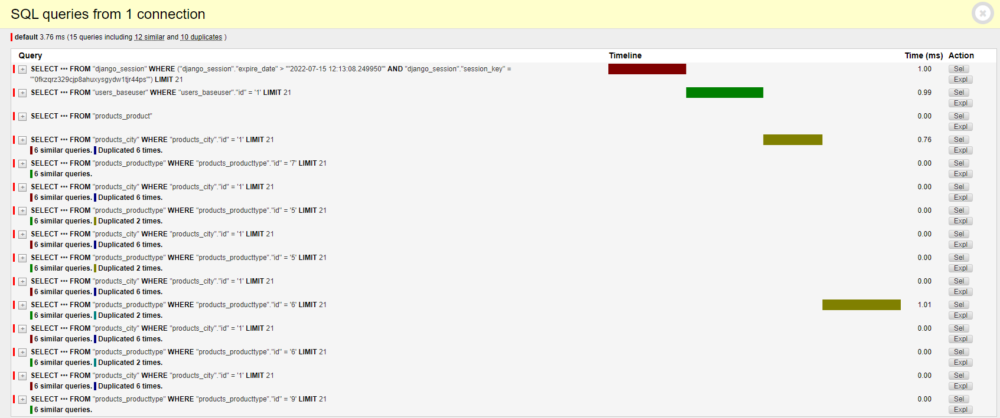 SQL queries from 1 connection
default 3.76 ms (15 queries including 12 similar and 10 duplicates )
Query Timeline Time (ms) Action
+ SELECT ••• FROM "django_session" WHERE ("django_session"."expire_date" > '"2022-07-15 12:13:08.249950"' AND "django_session"."session_key" = 1.00 Sel
'"0fkzqrz329cjp8ahuxysgydw1tjr44ps"') LIMIT 21 Expl
+ SELECT ••• FROM "users_baseuser" WHERE "users_baseuser"."id" = '1' LIMIT 21 0.99 Sel
Expl
+ SELECT ••• FROM "products_product" 0.00 Sel
Expl
+ SELECT ••• FROM "products_city" WHERE "products_city"."id" = '1' LIMIT 21 0.76 Sel
6 similar queries. Duplicated 6 times. Expl
+ SELECT ••• FROM "products_producttype" WHERE "products_producttype"."id" = '7' LIMIT 21 0.00 Sel
6 similar queries. Expl
+ SELECT ••• FROM "products_city" WHERE "products_city"."id" = '1' LIMIT 21 0.00 Sel
6 similar queries. Duplicated 6 times. Expl
+ SELECT ••• FROM "products_producttype" WHERE "products_producttype"."id" = '5' LIMIT 21 0.00 Sel
6 similar queries. Duplicated 2 times. Expl
+ SELECT ••• FROM "products_city" WHERE "products_city"."id" = '1' LIMIT 21 0.00 Sel
6 similar queries. Duplicated 6 times. Expl
+ SELECT ••• FROM "products_producttype" WHERE "products_producttype"."id" = '5' LIMIT 21 0.00 Sel
6 similar queries. Duplicated 2 times. Expl
+ SELECT ••• FROM "products_city" WHERE "products_city"."id" = '1' LIMIT 21 0.00 Sel
6 similar queries. Duplicated 6 times. Expl
+ SELECT ••• FROM "products_producttype" WHERE "products_producttype"."id" = '6' LIMIT 21 1.01 Sel
6 similar queries. Duplicated 2 times. Expl
+ SELECT ••• FROM "products_city" WHERE "products_city"."id" = '1' LIMIT 21 0.00 Sel
6 similar queries. Duplicated 6 times. Expl
+ SELECT ••• FROM "products_producttype" WHERE "products_producttype"."id" = '6' LIMIT 21 0.00 Sel
6 similar queries. Duplicated 2 times. Expl
+ SELECT ••• FROM "products_city" WHERE "products_city"."id" = '1' LIMIT 21 0.00 Sel
6 similar queries. Duplicated 6 times. Expl
+ SELECT ••• FROM "products_producttype" WHERE "products_producttype"."id" = '9' LIMIT 21 0.00 Sel
6 similar queries. Expl